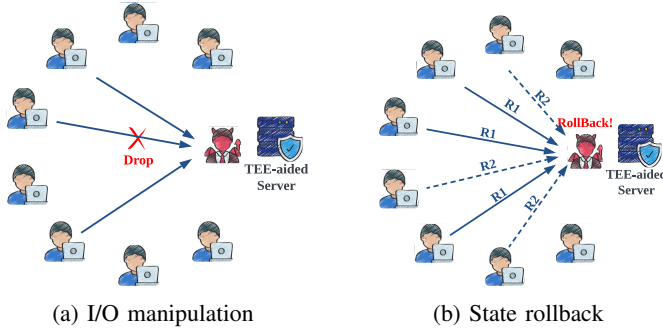 Drop
TEE-aided
Server
(a) I/O manipulation
R2
R1
RollBack!
R1
R2
R1
R2
TEE-aided
Server
(b) State rollback